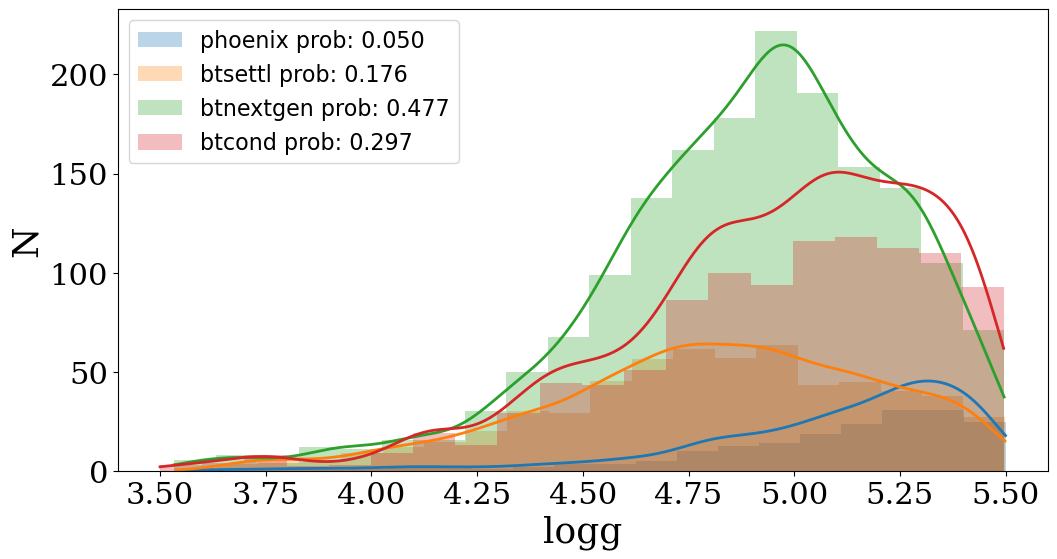 phoenix prob: 0.050
btsettl prob: 0.176
btnextgen prob: 0.477
btcond prob: 0.297
200
150
100
50
0
N
3.50 3.75 4.00 4.25 4.50 4.75 5.00 5.25 5.50
logg